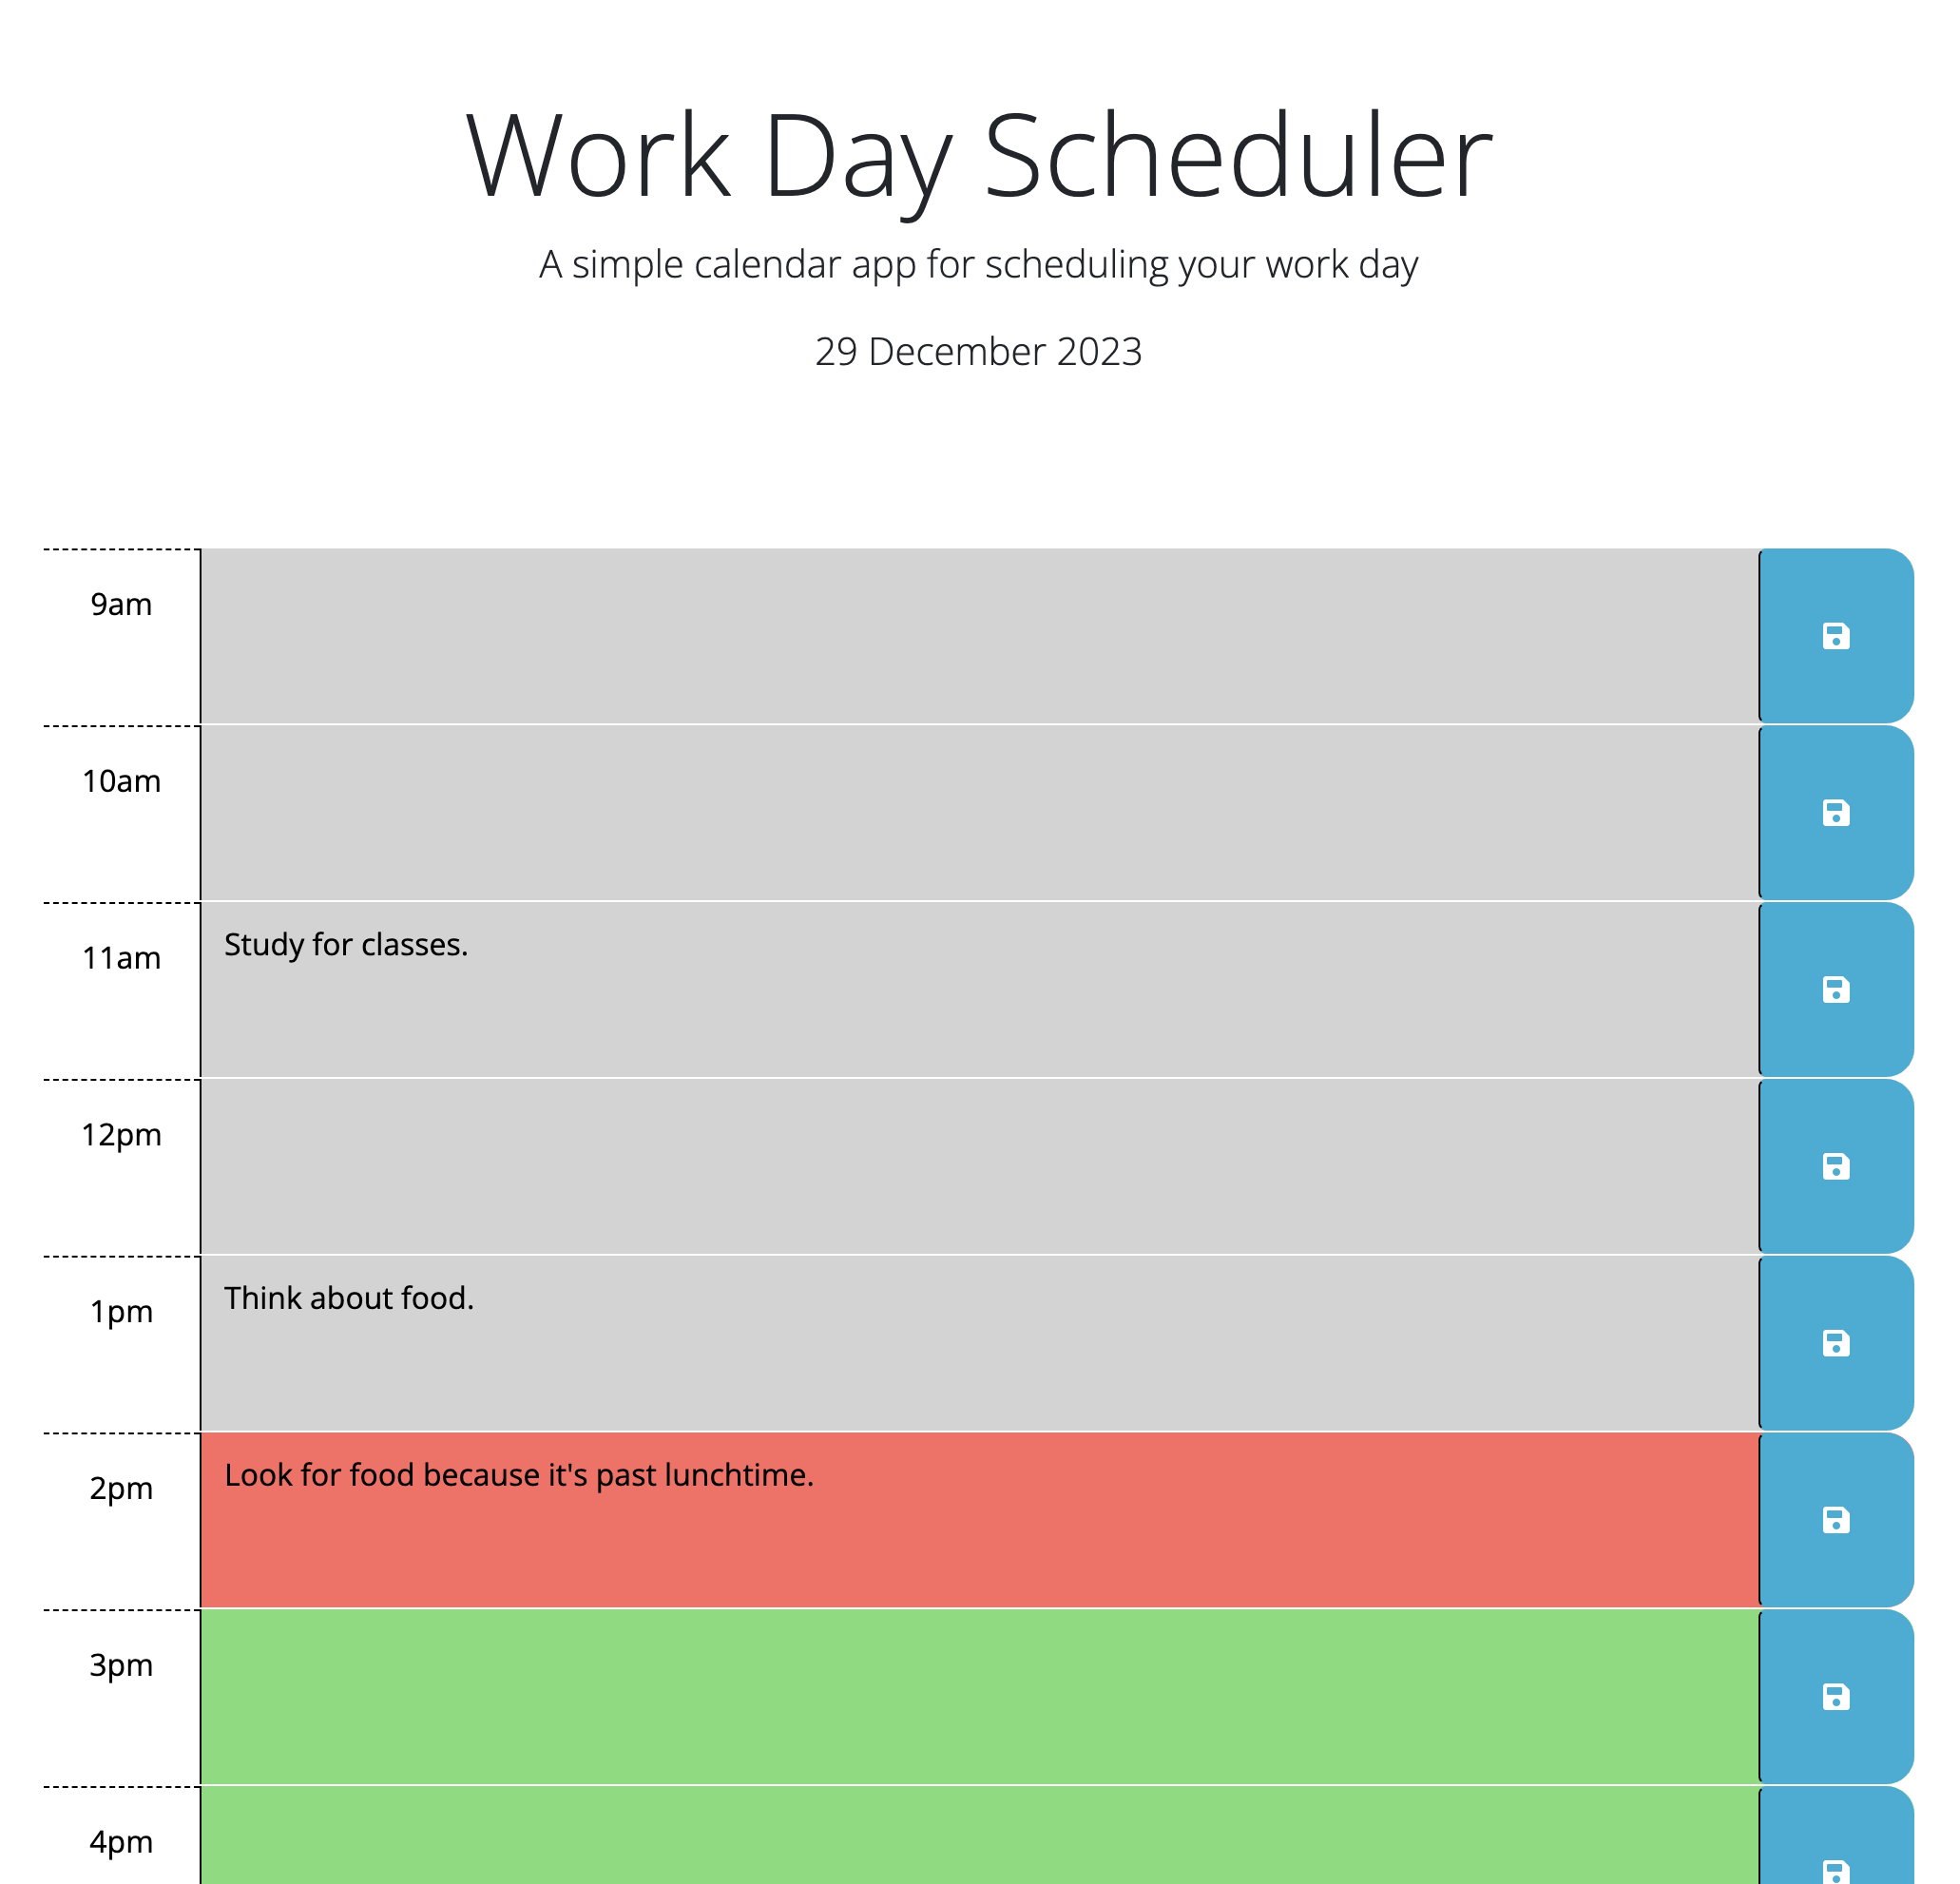 Work Day Scheduler
A simple calendar app for scheduling your work day
29 December 2023
9am
10am
11am
Study for classes.
12pm
1pm
Think about food.
2pm
Look for food because it's past lunchtime.
3pm
4pm